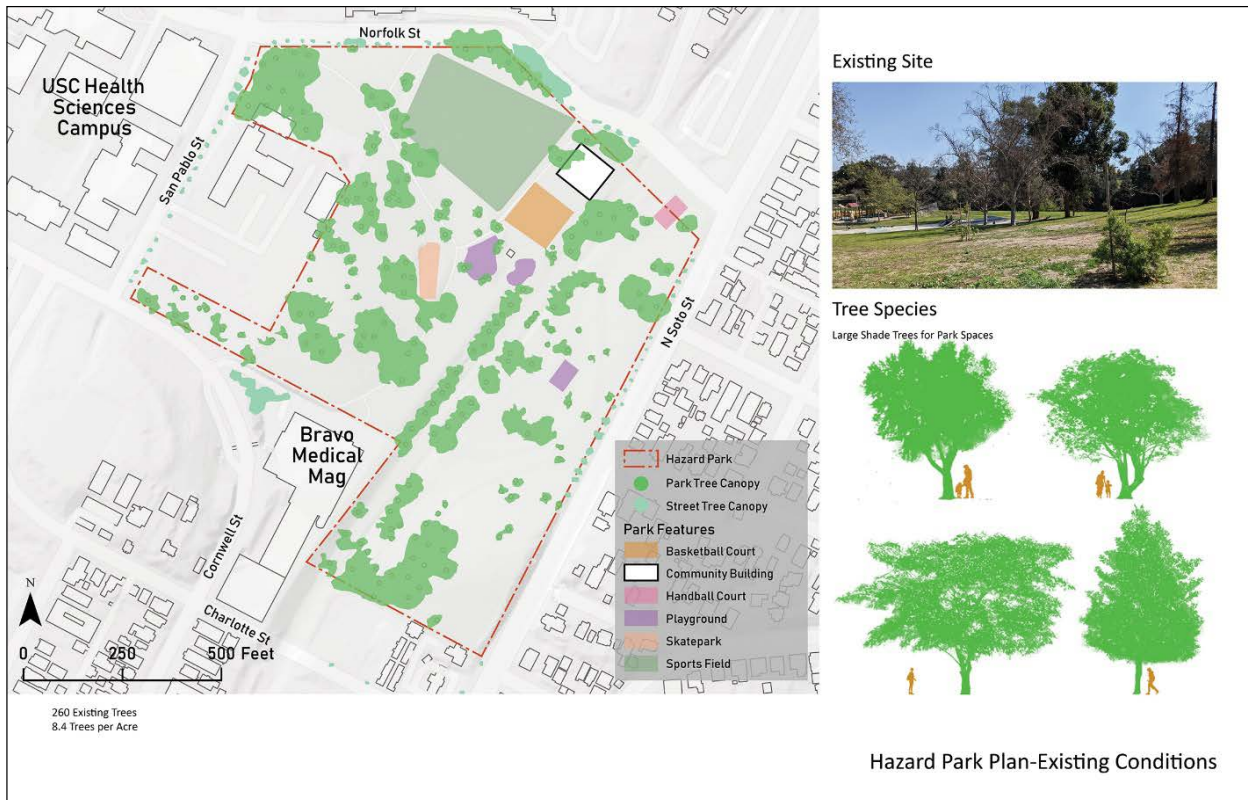 Norfolk St
USC Health
Sciences
Campus
San Pablo St
N Soto St
Bravo
Medical
Mag
Cornwell St
Charlotte St
N
0 250 500 Feet
260 Existing Trees
8.4 Trees per Acre
Hazard Park
Park Tree Canopy
Street Tree Canopy
Park Features
Basketball Court
Community Building
Handball Court
Playground
Skatepark
Sports Field
Existing Site
Tree Species
Large Shade Trees for Park Spaces
Hazard Park Plan-Existing Conditions